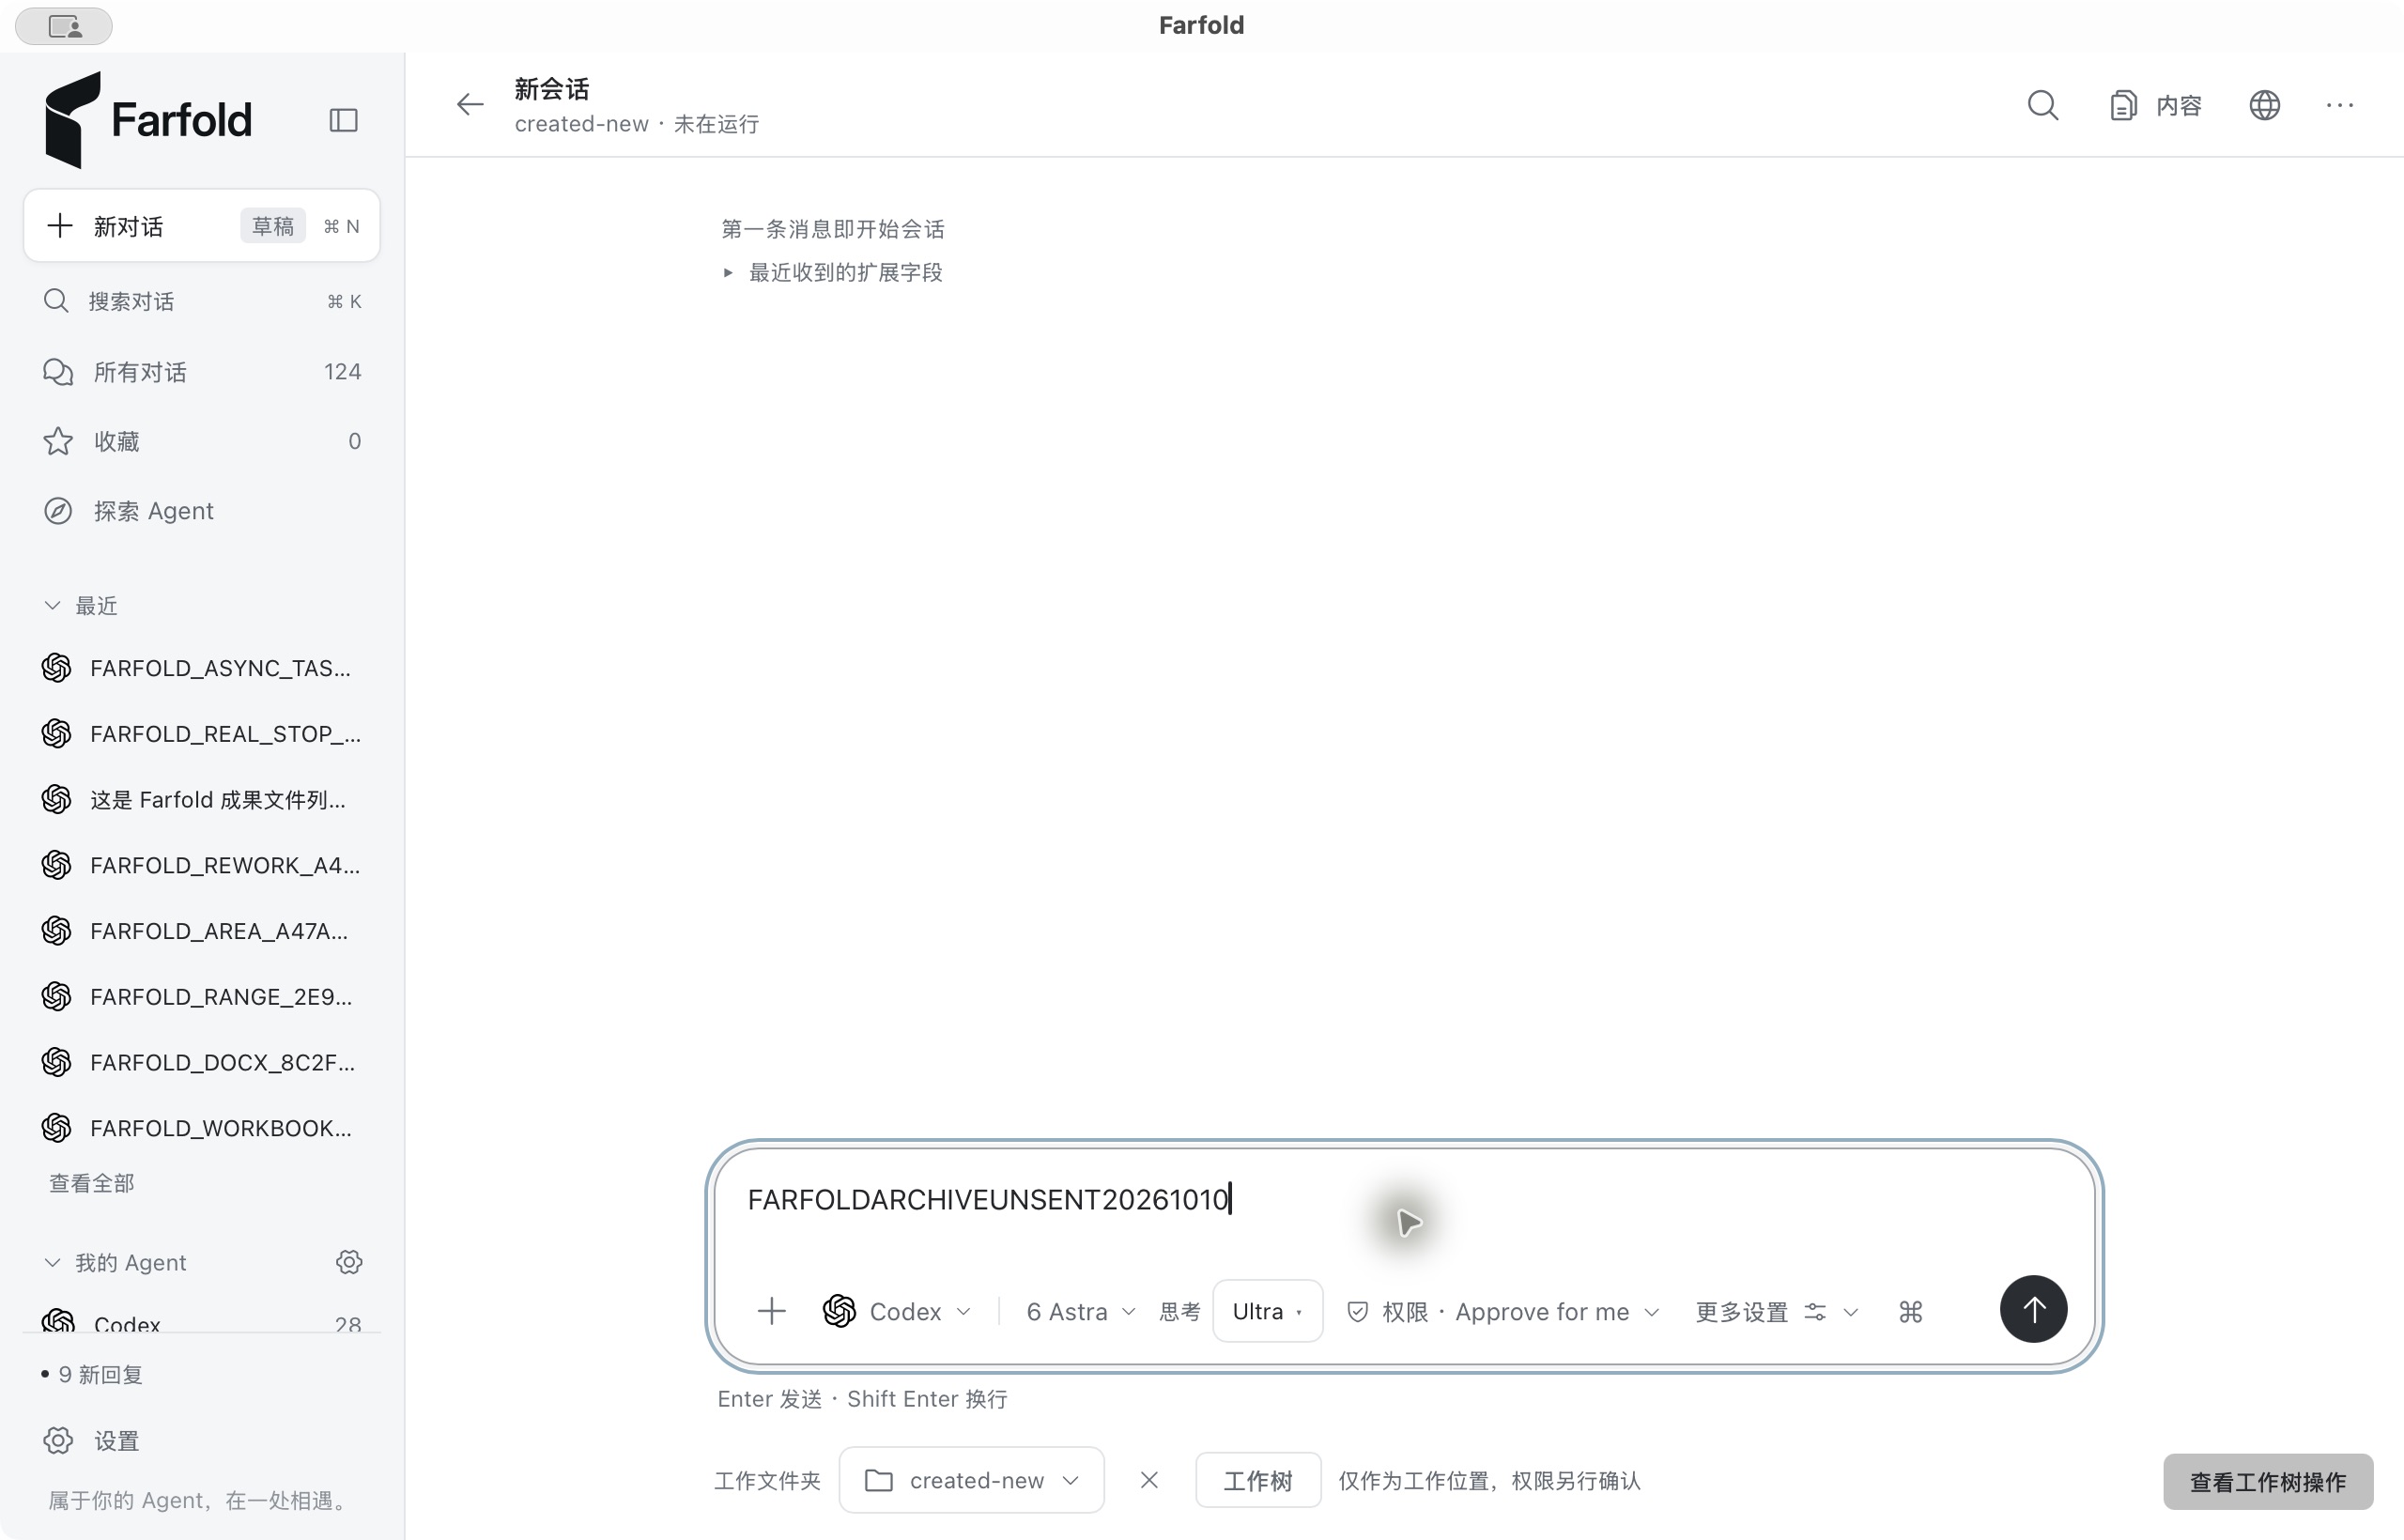 Farfold
Farfold
新对话 草稿 ⌘ N
搜索对话 ⌘ K
所有对话 124
收藏 0
探索 Agent
最近
FARFOLD_ASYNC_TAS...
FARFOLD_REAL_STOP_...
这是 Farfold 成果文件列...
FARFOLD_REWORK_A4...
FARFOLD_AREA_A47A...
FARFOLD_RANGE_2E9...
FARFOLD_DOCX_8C2F...
FARFOLD_WORKBOOK...
查看全部
我的 Agent
Codex 28
9 新回复
设置
属于你的 Agent，在一处相遇。
新会话
created-new · 未在运行
内容
第一条消息即开始会话
最近收到的扩展字段
FARFOLDARCHIVEUNSENT20261010
Codex 6 Astra 思考 Ultra 权限 · Approve for me 更多设置 ⌘
Enter 发送 · Shift Enter 换行
工作文件夹 created-new 工作树 仅作为工作位置，权限另行确认 查看工作树操作